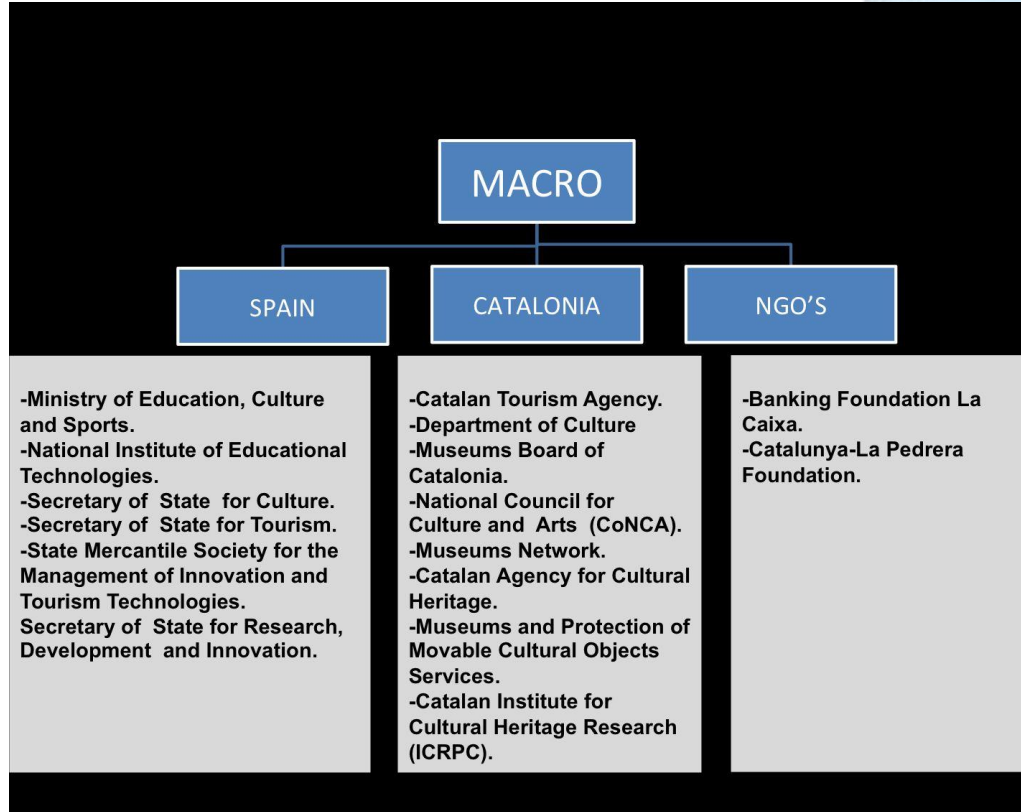 MACRO
SPAIN
CATALONIA
NGO'S
-Ministry of Education, Culture
and Sports.
-National Institute of Educational
Technologies.
-Secretary of State for Culture.
-Secretary of State for Tourism.
-State Mercantile Society for the
Management of Innovation and
Tourism Technologies.
Secretary of State for Research,
Development and Innovation.
-Catalan Tourism Agency.
-Department of Culture
-Museums Board of
Catalonia.
-National Council for
Culture and Arts (CoNCA).
-Museums Network.
-Catalan Agency for Cultural
Heritage.
-Museums and Protection of
Movable Cultural Objects
Services.
-Catalan Institute for
Cultural Heritage Research
(ICRPC).
-Banking Foundation La
Caixa.
-Catalunya-La Pedrera
Foundation.